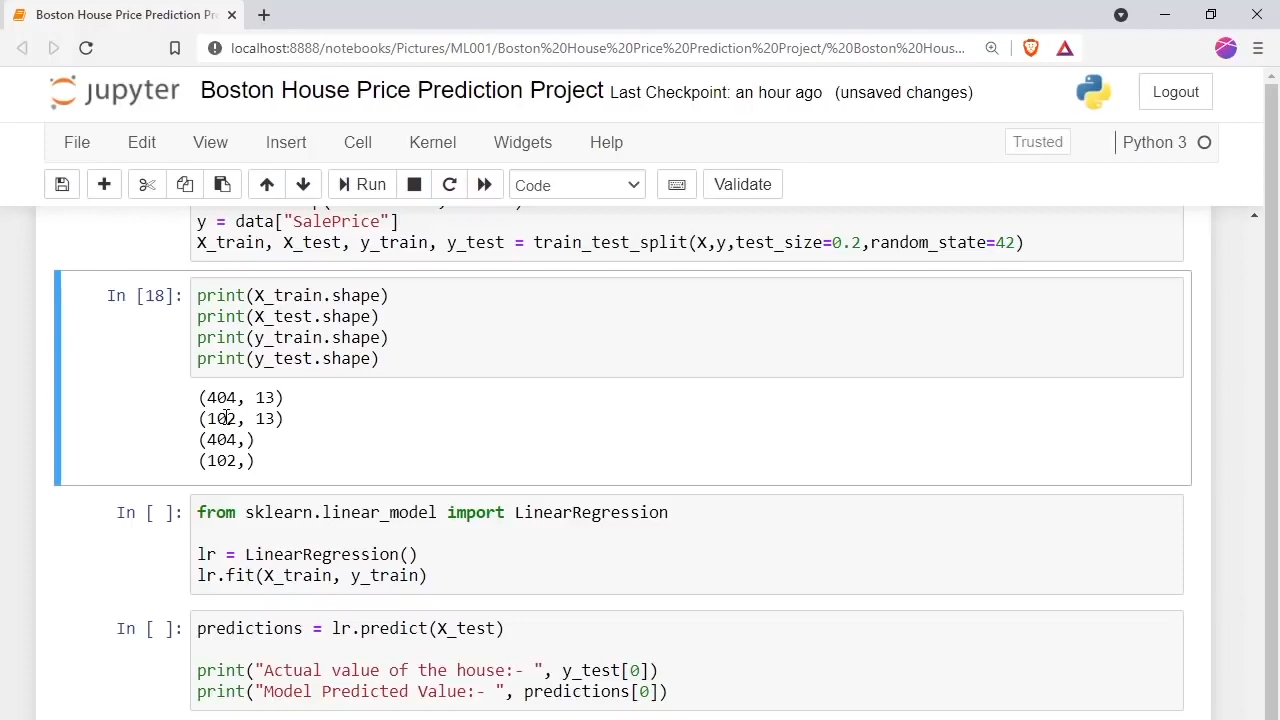 Boston House Price Prediction Pr
localhost:8888/notebooks/Pictures/ML001/Boston%20House%20Price%20Prediction%20Project/%20Boston%20Hous...
jupyter Boston House Price Prediction Project Last Checkpoint: an hour ago (unsaved changes) Logout
File Edit View Insert Cell Kernel Widgets Help Trusted Python 3
Run Code Validate
y = data["SalePrice"]
X_train, X_test, y_train, y_test = train_test_split(X,y,test_size=0.2,random_state=42)
In [18]: print(X_train.shape)
print(X_test.shape)
print(y_train.shape)
print(y_test.shape)
(404, 13)
(102, 13)
(404,)
(102,)
In [ ]: from sklearn.linear_model import LinearRegression
lr = LinearRegression()
lr.fit(X_train, y_train)
In [ ]: predictions = lr.predict(X_test)
print("Actual value of the house:- ", y_test[0])
print("Model Predicted Value:- ", predictions[0])